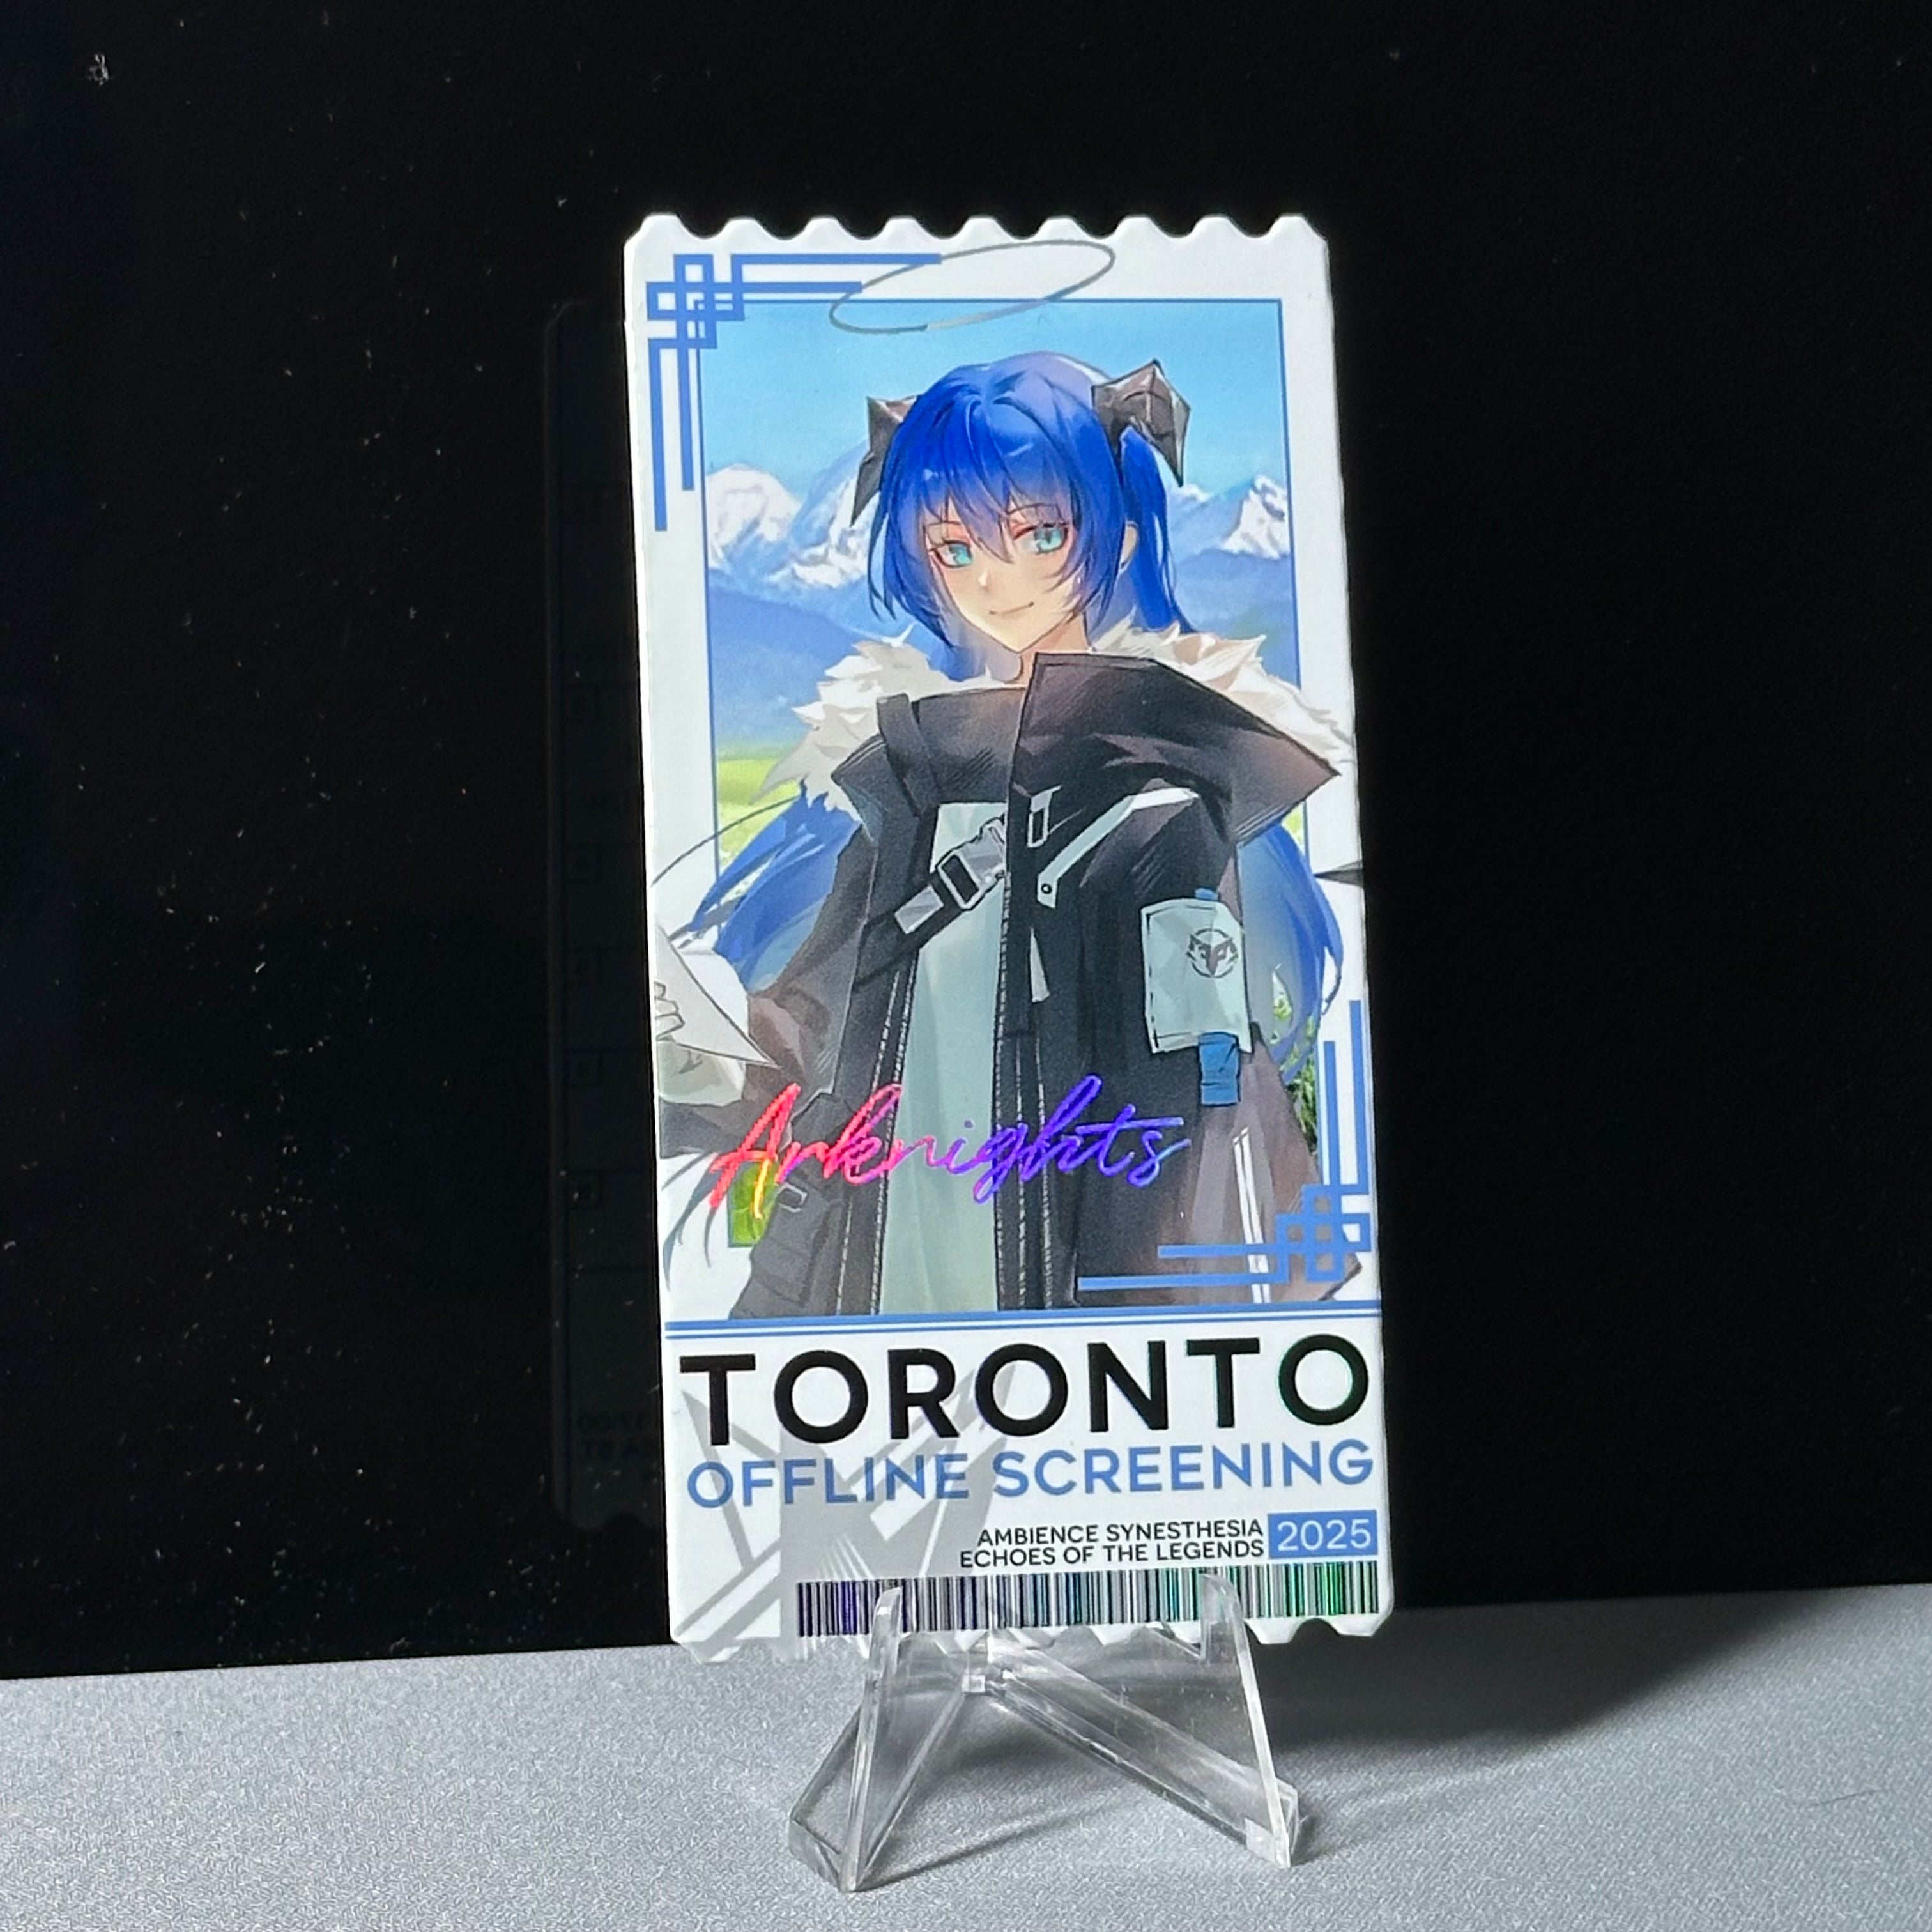 Arknights
TORONTO
OFFLINE SCREENING
AMBIENCE SYNESTHESIA
ECHOES OF THE LEGENDS 2025